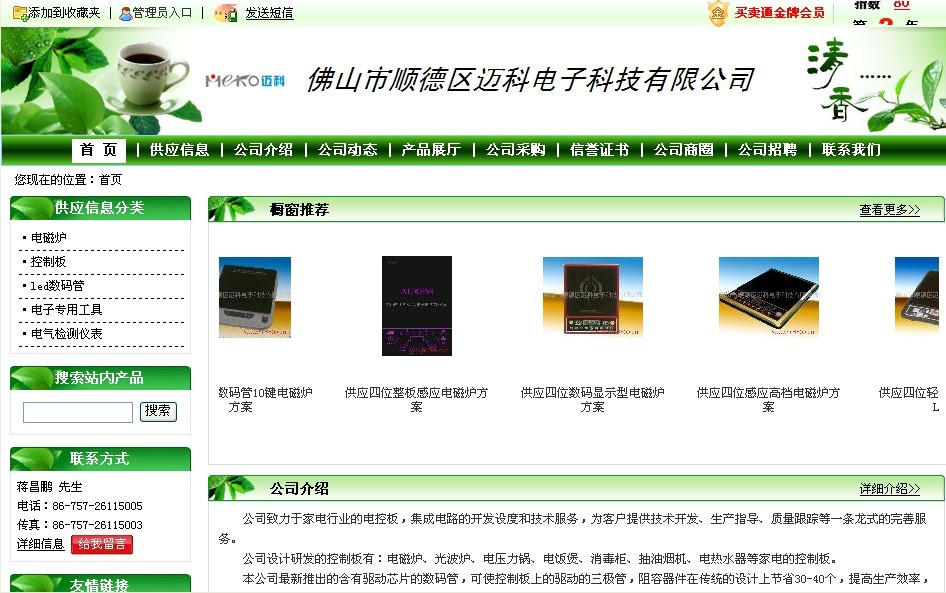 添加到收藏夹 | 管理员入口 | 发送短信
买卖通金牌会员
指数 80
第 2 年
MeKo迈科 佛山市顺德区迈科电子科技有限公司
清香……
首 页 | 供应信息 | 公司介绍 | 公司动态 | 产品展厅 | 公司采购 | 信誉证书 | 公司商圈 | 公司招聘 | 联系我们
您现在的位置：首页
供应信息分类
电磁炉
控制板
led数码管
电子专用工具
电气检测仪表
搜索站内产品
搜索
联系方式
蒋昌鹏 先生
电话：86-757-26115005
传真：86-757-26115003
详细信息 给我留言
友情链接
橱窗推荐 查看更多>>
AUKESS
数码管10键电磁炉
方案
供应四位整板感应电磁炉方
案
供应四位数码显示型电磁炉
方案
供应四位感应高档电磁炉方
案
供应四位轻
L
公司介绍 详细介绍>>
公司致力于家电行业的电控板，集成电路的开发设度和技术服务，为客户提供技术开发、生产指导、质量跟踪等一条龙式的完善服
务。
公司设计研发的控制板有：电磁炉、光波炉、电压力锅、电饭煲、消毒柜、抽油烟机、电热水器等家电的控制板。
本公司最新推出的含有驱动芯片的数码管，可使控制板上的驱动的三极管，阻容器件在传统的设计上节省30-40个，提高生产效率，